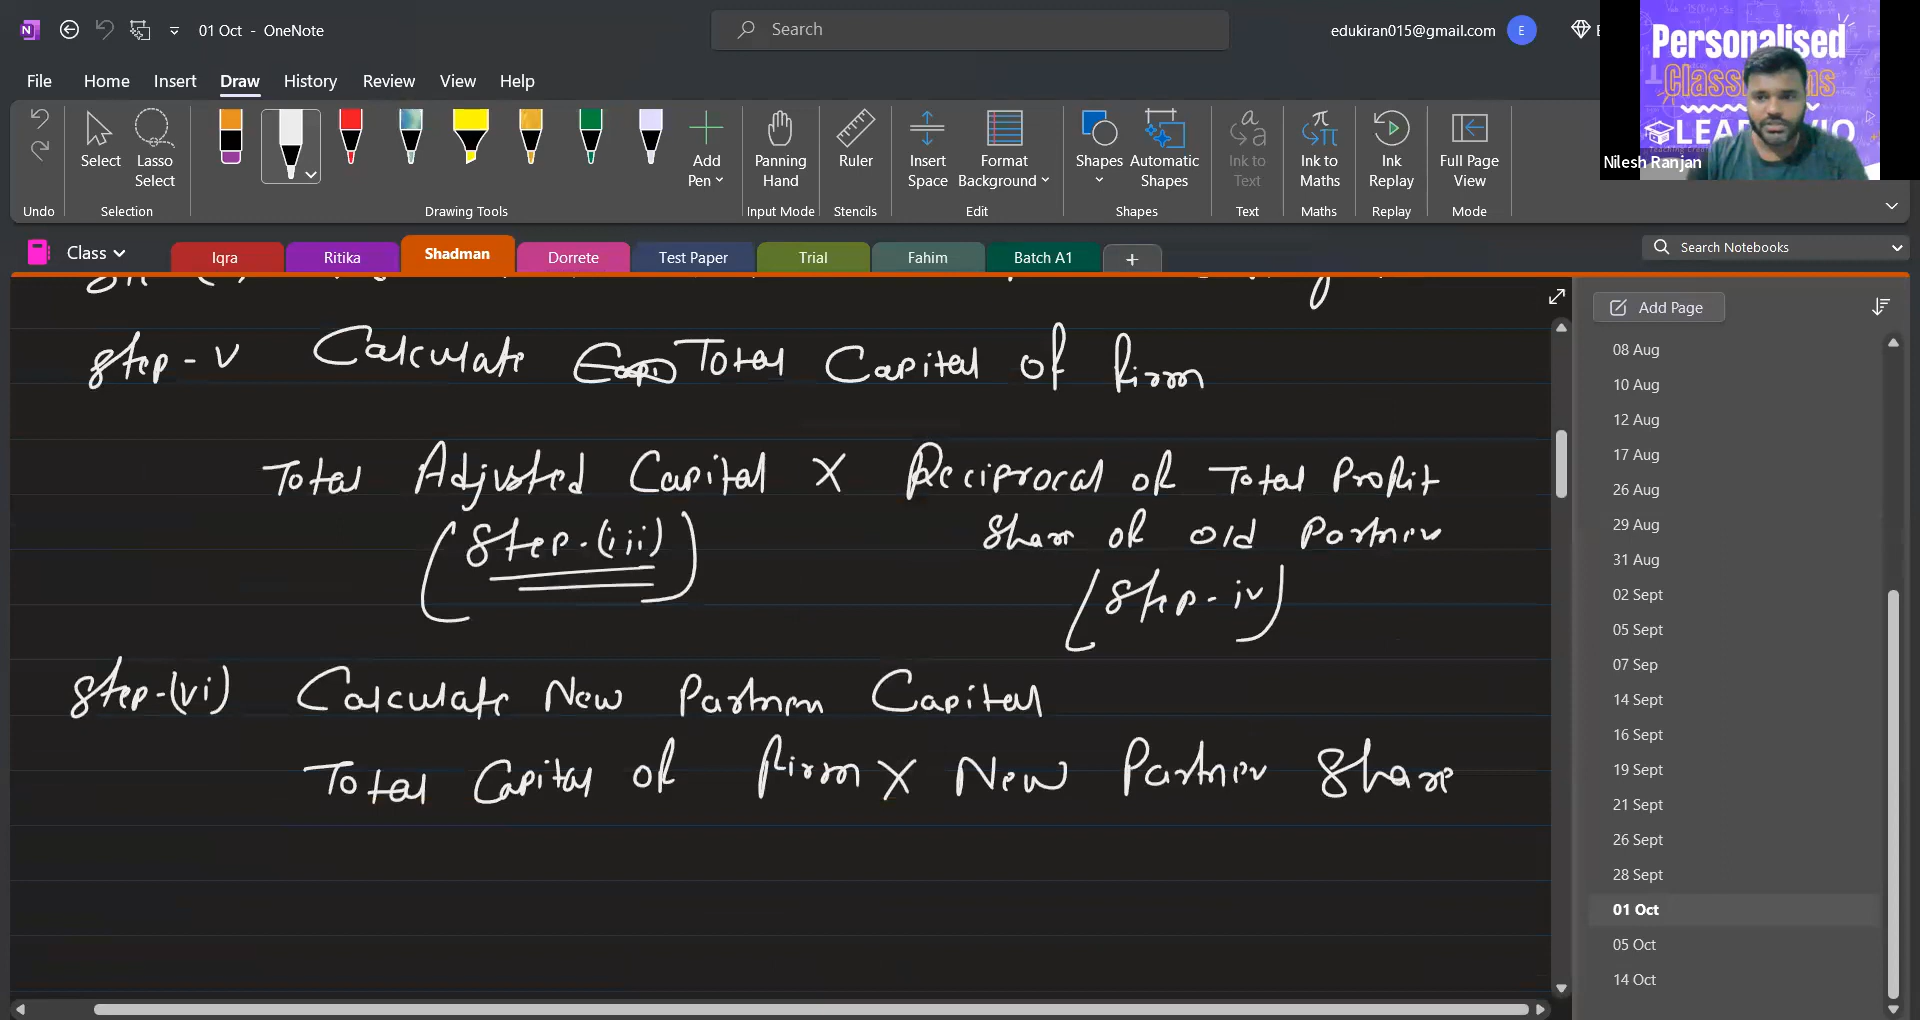 01 Oct - OneNote
Search
edukiran015@gmail.com
E
Personalised
Nilesh Ranjan
File Home Insert Draw History Review View Help
Select
Lasso Select
Add Pen
Panning Hand
Ruler
Insert Space
Format Background
Shapes
Automatic Shapes
Ink to Text
Ink to Maths
Ink Replay
Full Page View
Undo Selection Drawing Tools Input Mode Stencils Edit Shapes Text Maths Replay Mode
Class Iqra Ritika Shadman Dorrete Test Paper Trial Fahim Batch A1 +
Search Notebooks
Step - v Calculate Total Capital of firm
Total Adjusted Capital X Reciprocal of Total Profit
Share of old Partner
(Step-(iii))
(Step-iv)
Step-(vi) Calculate New Partner Capital
Total Capital of firm X New Partner Share
Add Page
08 Aug
10 Aug
12 Aug
17 Aug
26 Aug
29 Aug
31 Aug
02 Sept
05 Sept
07 Sep
14 Sept
16 Sept
19 Sept
21 Sept
26 Sept
28 Sept
01 Oct
05 Oct
14 Oct